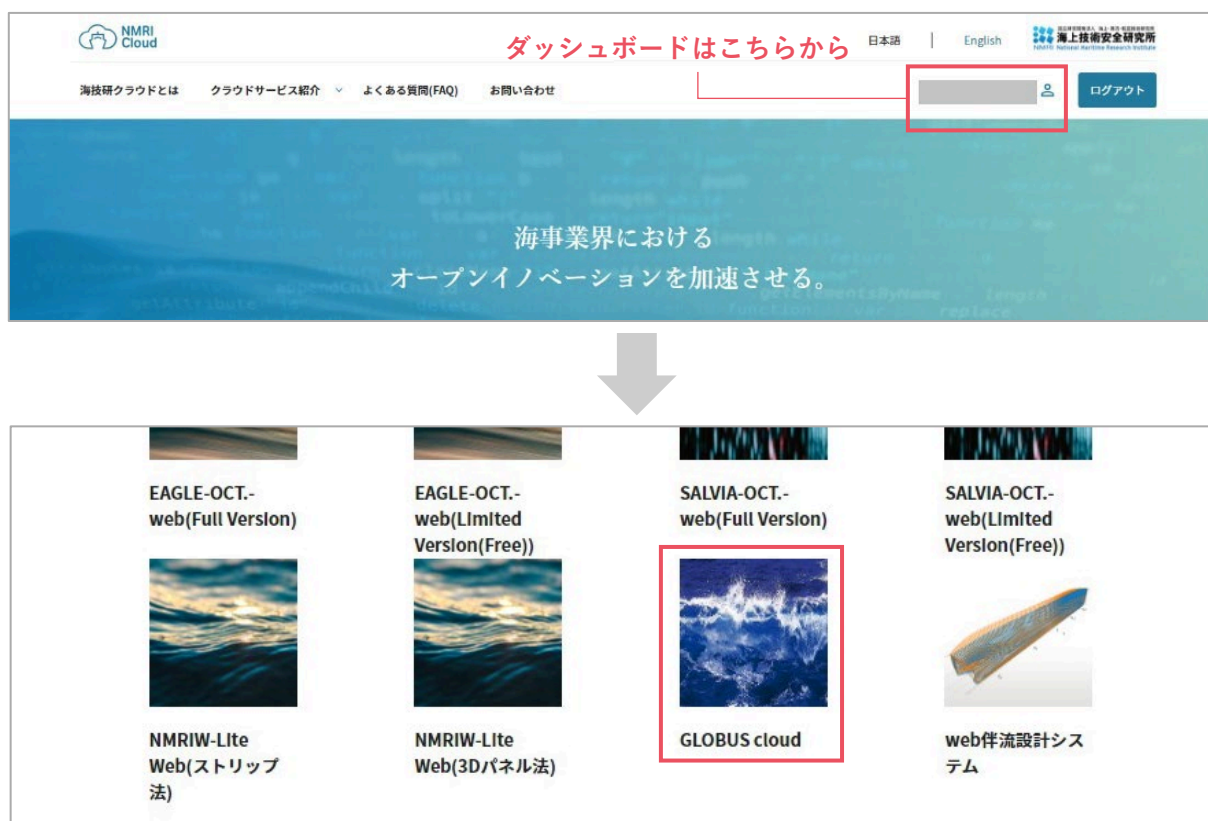 NMRI
Cloud
ダッシュボードはこちらから
日本語 | English
海上技術安全研究所
NMRI National Maritime Research Institute
海技研クラウドとは クラウドサービス紹介 よくある質問(FAQ) お問い合わせ
ログアウト
海事業界における
オープンイノベーションを加速させる。
EAGLE-OCT.-
web(Full Version)
EAGLE-OCT.-
web(Limited
Version(Free))
SALVIA-OCT.-
web(Full Version)
SALVIA-OCT.-
web(Limited
Version(Free))
NMRIW-Lite
Web(ストリップ
法)
NMRIW-Lite
Web(3Dパネル法)
GLOBUS cloud
web伴流設計シス
テム